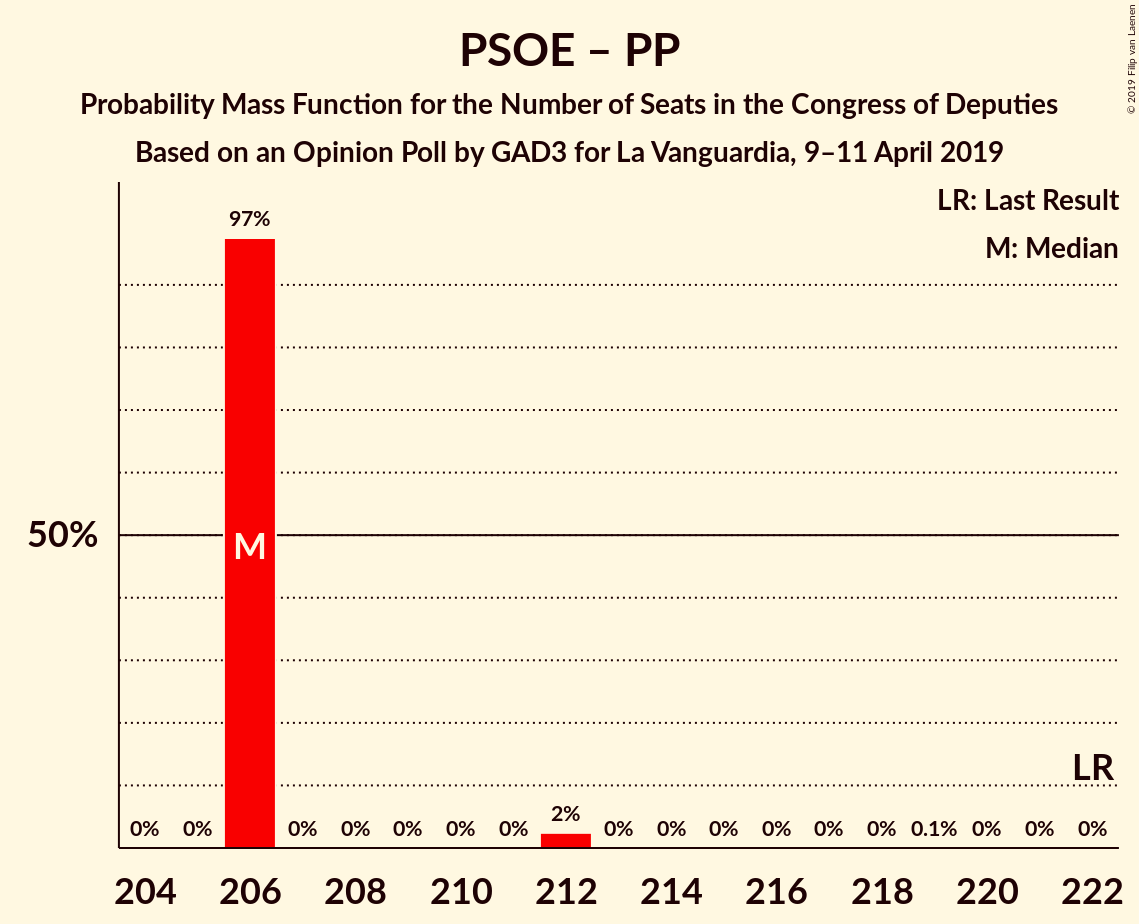 PSOE – PP
Probability Mass Function for the Number of Seats in the Congress of Deputies
Based on an Opinion Poll by GAD3 for La Vanguardia, 9–11 April 2019
© 2019 Filip van Laenen
LR: Last Result
M: Median
97%
50%
M
LR
2%
0% 0% 0% 0% 0% 0% 0% 0% 0% 0% 0% 0% 0% 0.1% 0% 0% 0%
204 206 208 210 212 214 216 218 220 222